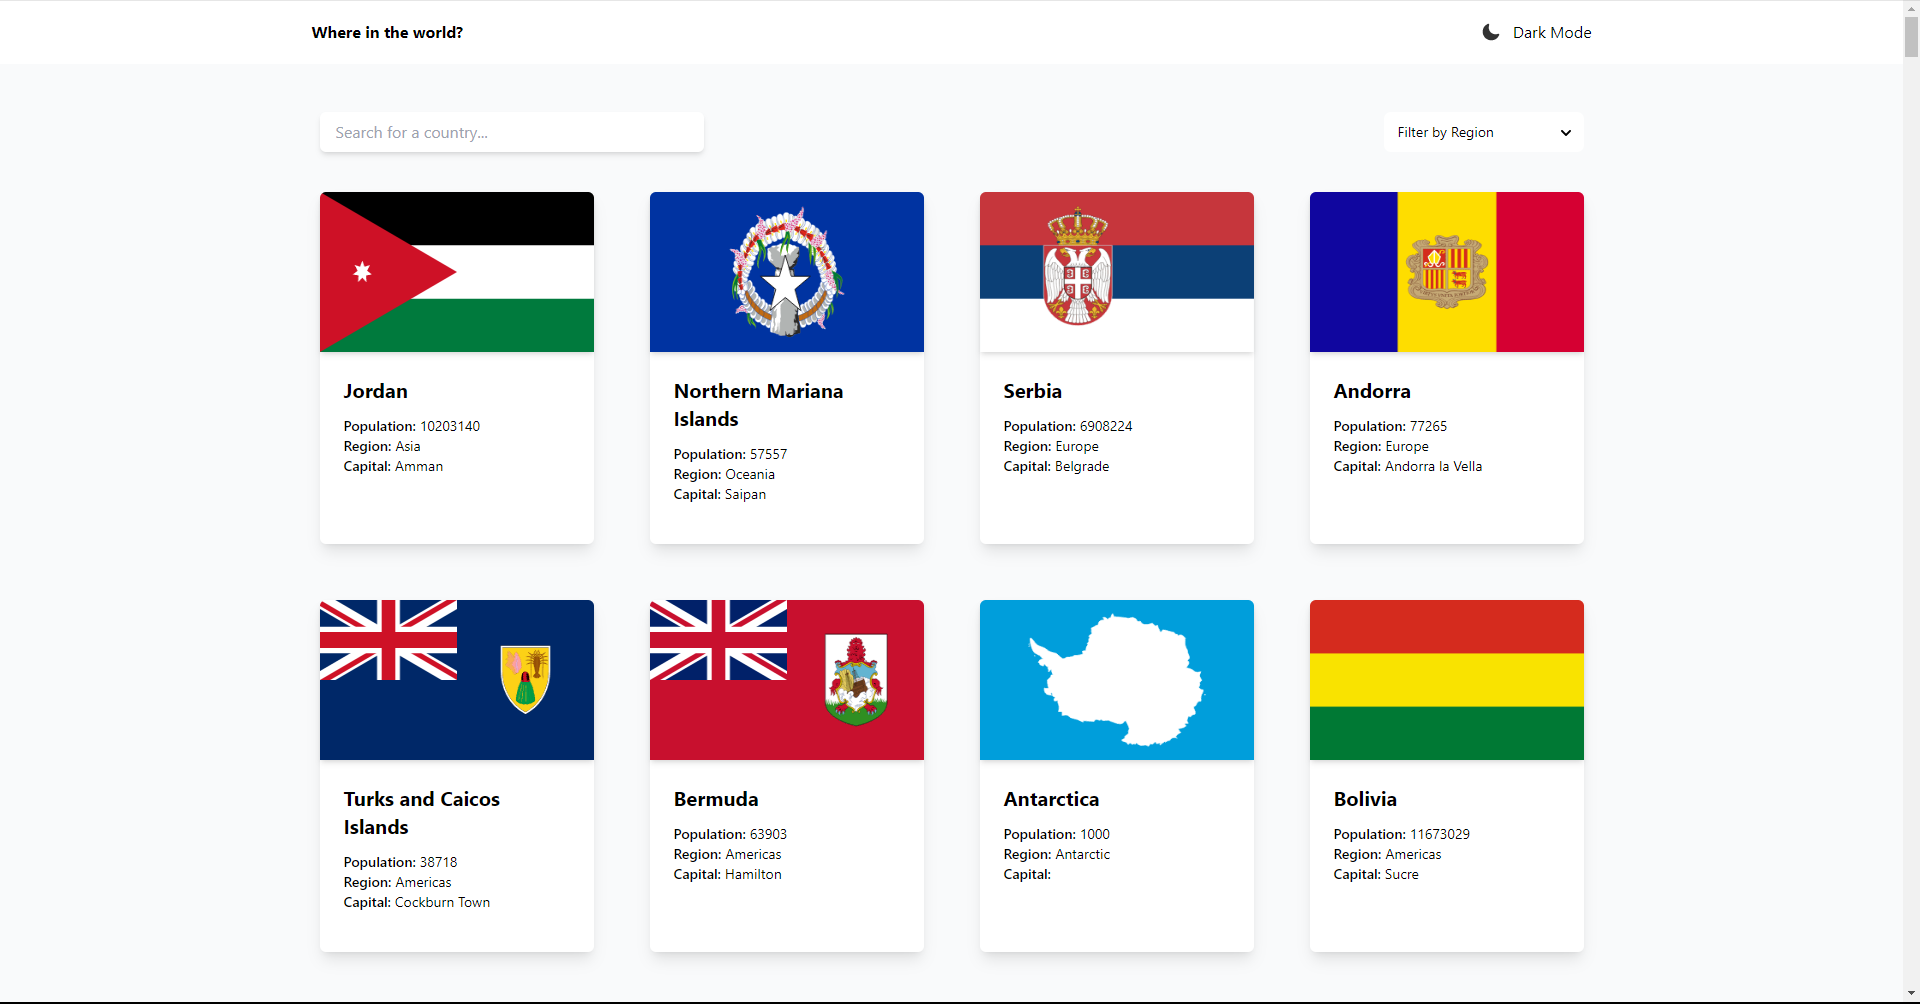 Where in the world?
Dark Mode
Search for a country...
Filter by Region
Jordan
Population: 10203140
Region: Asia
Capital: Amman
Northern Mariana
Islands
Population: 57557
Region: Oceania
Capital: Saipan
Serbia
Population: 6908224
Region: Europe
Capital: Belgrade
Andorra
Population: 77265
Region: Europe
Capital: Andorra la Vella
Turks and Caicos
Islands
Population: 38718
Region: Americas
Capital: Cockburn Town
Bermuda
Population: 63903
Region: Americas
Capital: Hamilton
Antarctica
Population: 1000
Region: Antarctic
Capital:
Bolivia
Population: 11673029
Region: Americas
Capital: Sucre